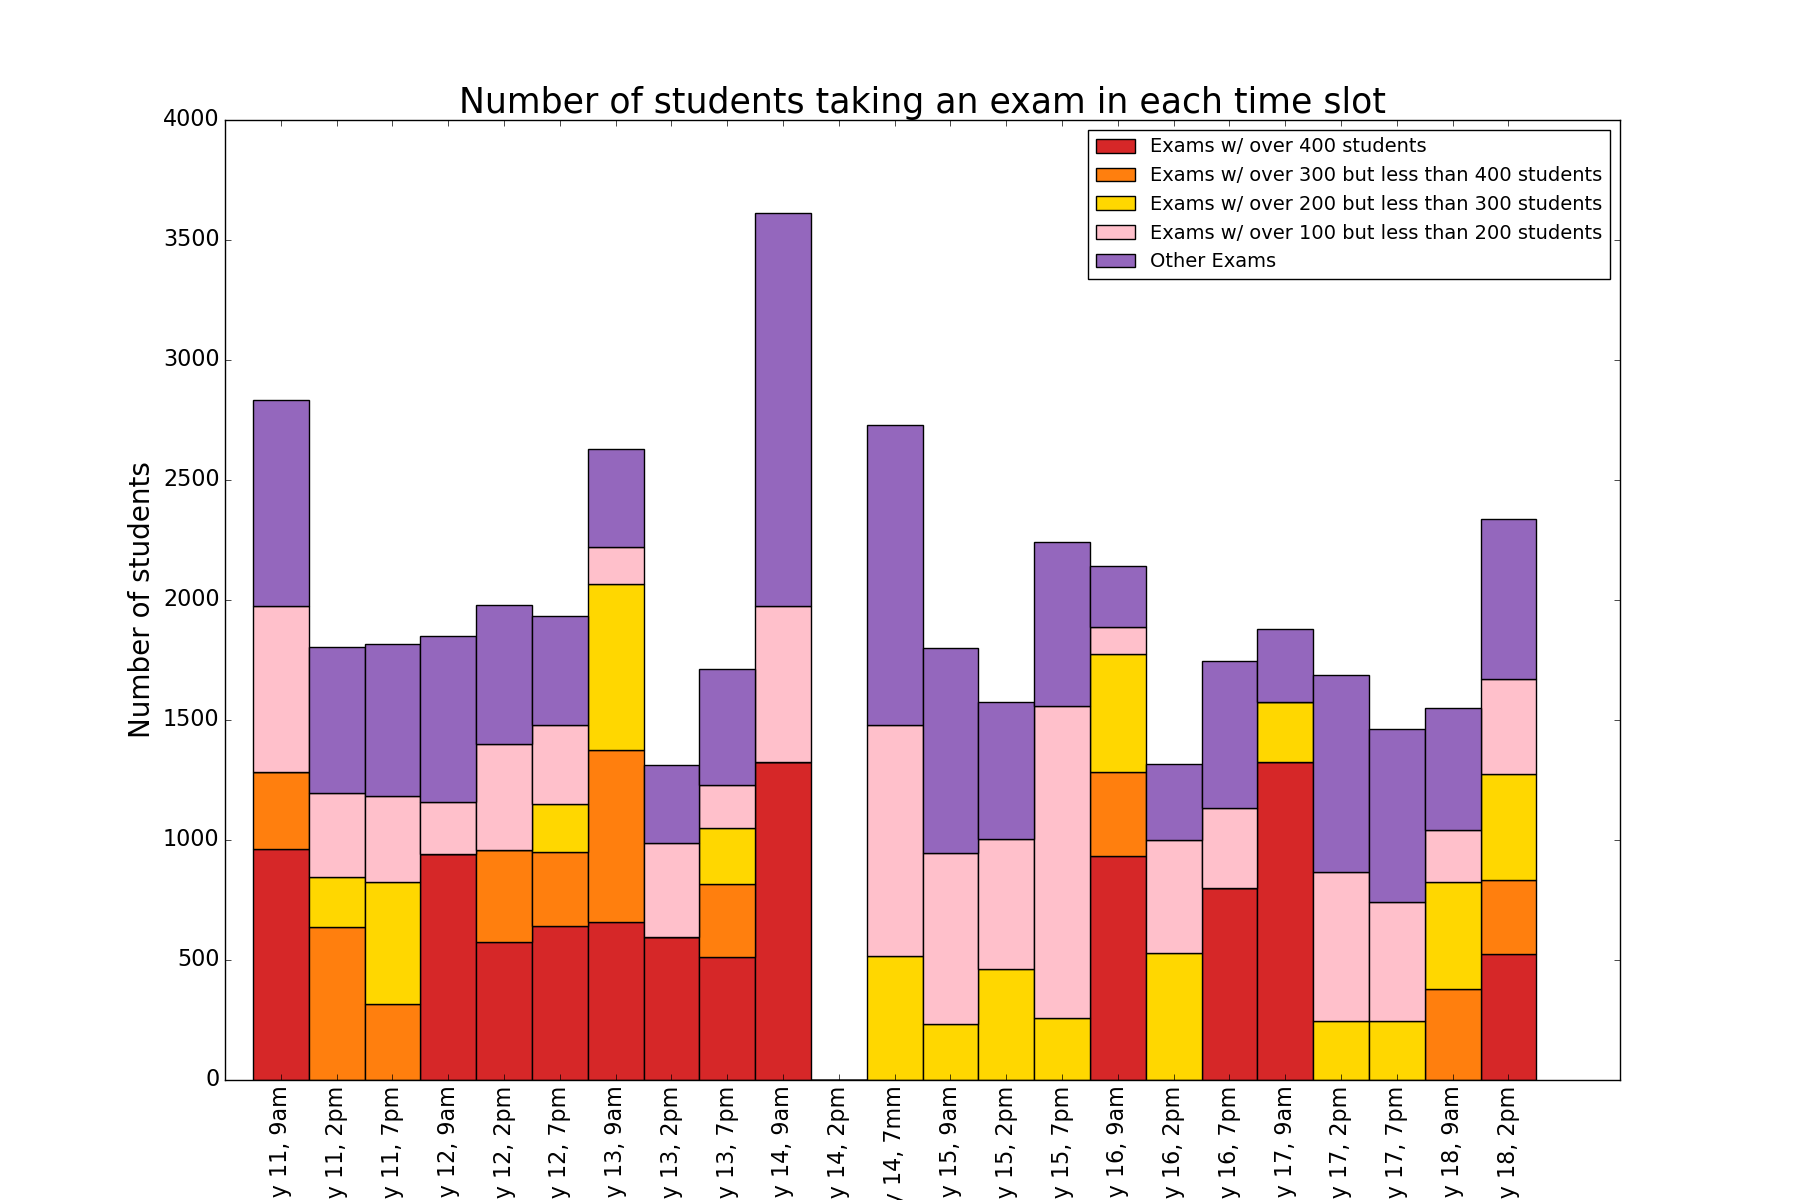 Number of students taking an exam in each time slot
4000
3500
3000
2500
2000
1500
1000
500
0
Number of students
Exams w/ over 400 students
Exams w/ over 300 but less than 400 students
Exams w/ over 200 but less than 300 students
Exams w/ over 100 but less than 200 students
Other Exams
y 11, 9am
y 11, 2pm
y 11, 7pm
y 12, 9am
y 12, 2pm
y 12, 7pm
y 13, 9am
y 13, 2pm
y 13, 7pm
y 14, 9am
y 14, 2pm
y 14, 7mm
y 15, 9am
y 15, 2pm
y 15, 7pm
y 16, 9am
y 16, 2pm
y 16, 7pm
y 17, 9am
y 17, 2pm
y 17, 7pm
y 18, 9am
y 18, 2pm